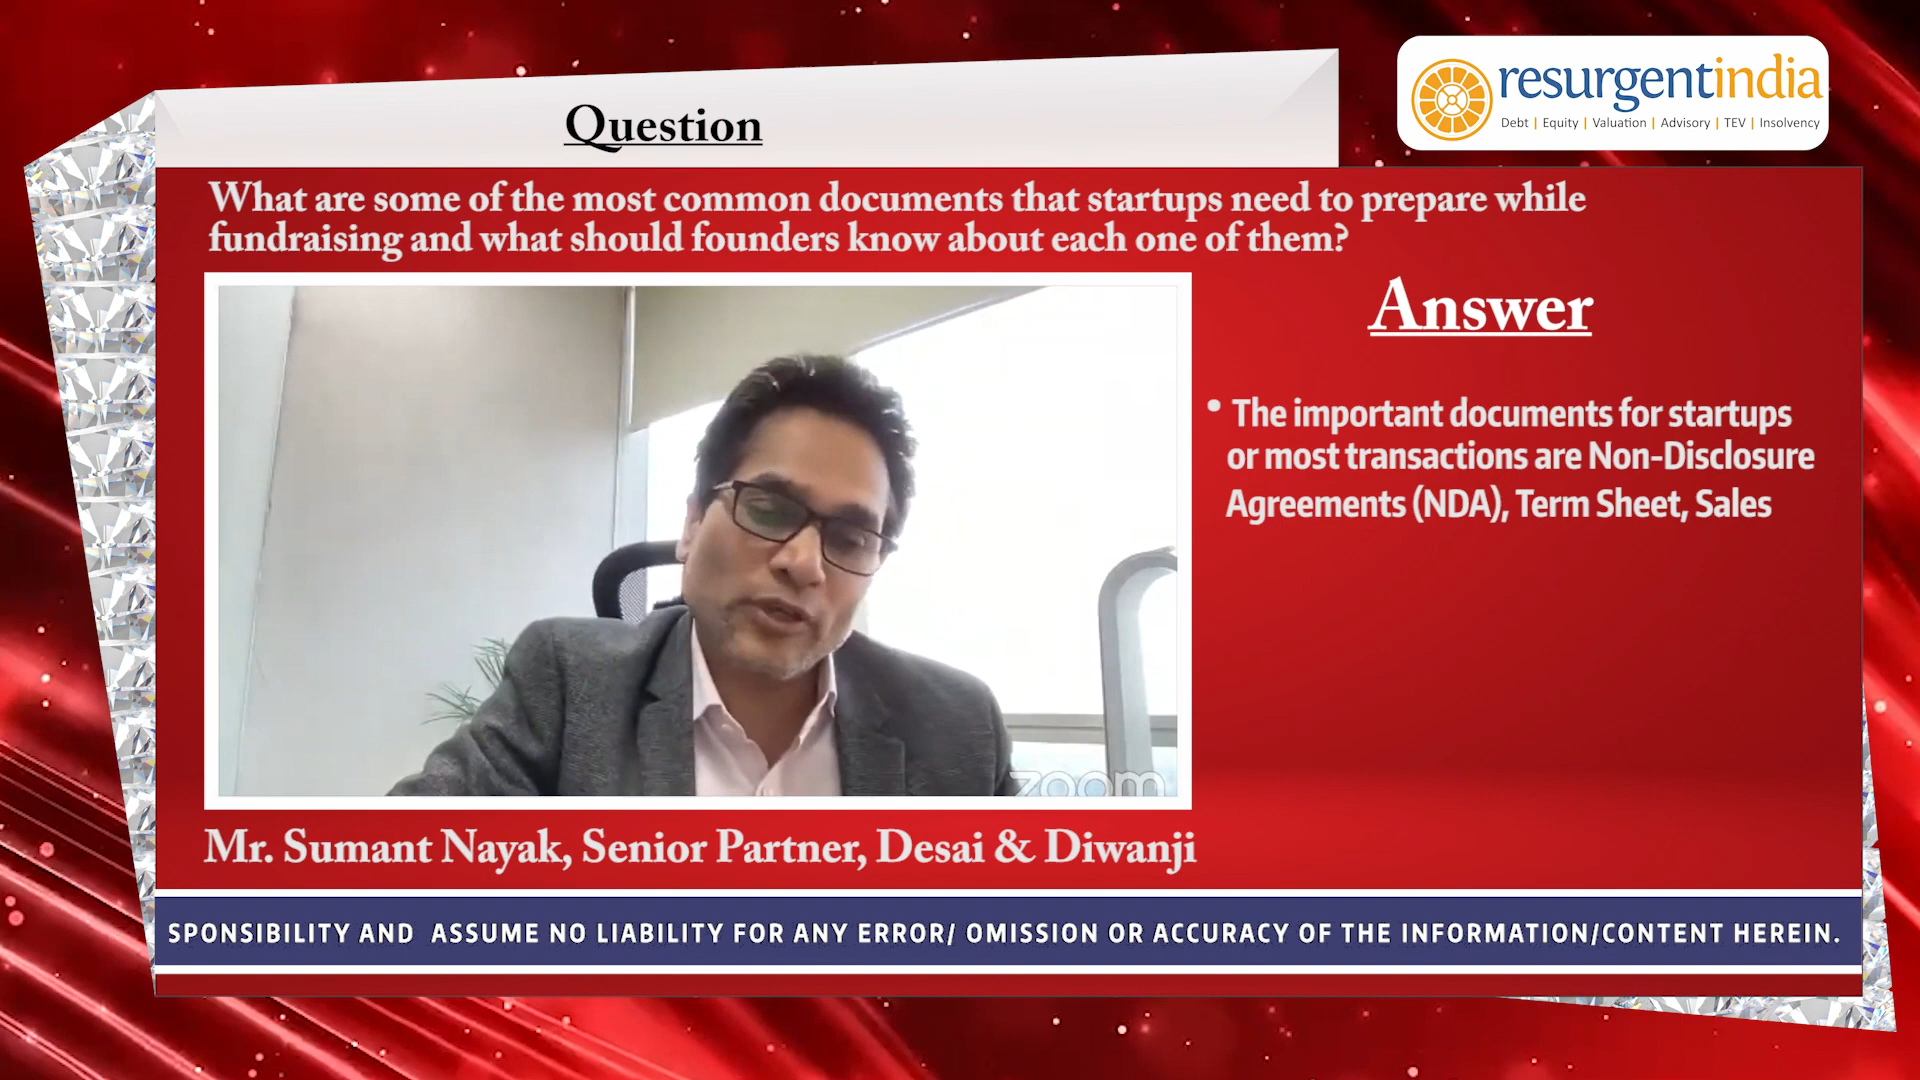 Question
resurgentindia
Debt | Equity | Valuation | Advisory | TEV | Insolvency
What are some of the most common documents that startups need to prepare while
fundraising and what should founders know about each one of them?
Answer
• The important documents for startups
or most transactions are Non-Disclosure
Agreements (NDA), Term Sheet, Sales
zoom
Mr. Sumant Nayak, Senior Partner, Desai & Diwanji
SPONSIBILITY AND ASSUME NO LIABILITY FOR ANY ERROR/ OMISSION OR ACCURACY OF THE INFORMATION/CONTENT HEREIN.